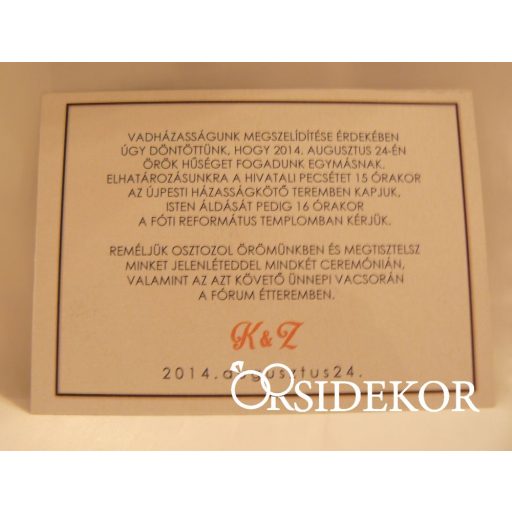 VADHÁZASSÁGUNK MEGSZELÍDÍTÉSE ÉRDEKÉBEN
ÚGY DÖNTÖTTÜNK, HOGY 2014. AUGUSZTUS 24-ÉN
ÖRÖK HŰSÉGET FOGADUNK EGYMÁSNAK.
ELHATÁROZÁSUNKRA A HIVATALI PECSÉTET 15 ÓRAKOR
AZ ÚJPESTI HÁZASSÁGKÖTŐ TEREMBEN KAPJUK,
ISTEN ÁLDÁSÁT PEDIG 16 ÓRAKOR
A FÓTI REFORMÁTUS TEMPLOMBAN KÉRJÜK.
REMÉLJÜK OSZTOZOL ÖRÖMÜNKBEN ÉS MEGTISZTELSZ
MINKET JELENLÉTEDDEL MINDKÉT CEREMÓNIÁN,
VALAMINT AZ AZT KÖVETŐ ÜNNEPI VACSORÁN
A FÓRUM ÉTTEREMBEN.
K & Z
2014.augusztus24.
ORSIDEKOR